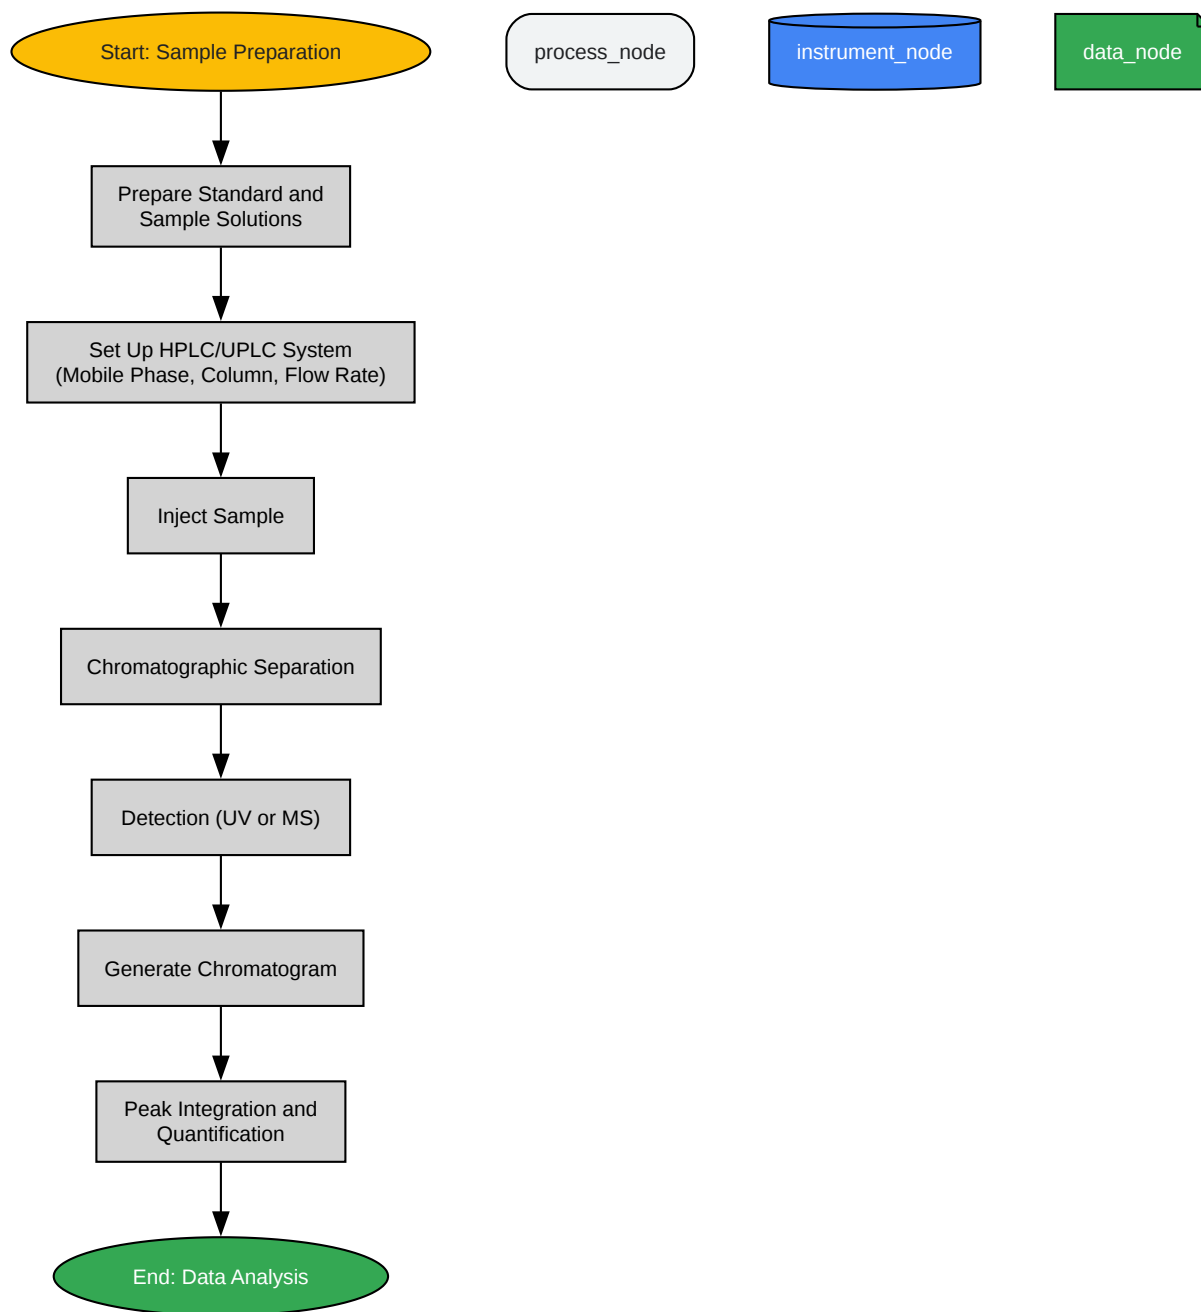 Start: Sample Preparation
process_node
instrument_node
data_node
Prepare Standard and
Sample Solutions
Set Up HPLC/UPLC System
(Mobile Phase, Column, Flow Rate)
Inject Sample
Chromatographic Separation
Detection (UV or MS)
Generate Chromatogram
Peak Integration and
Quantification
End: Data Analysis